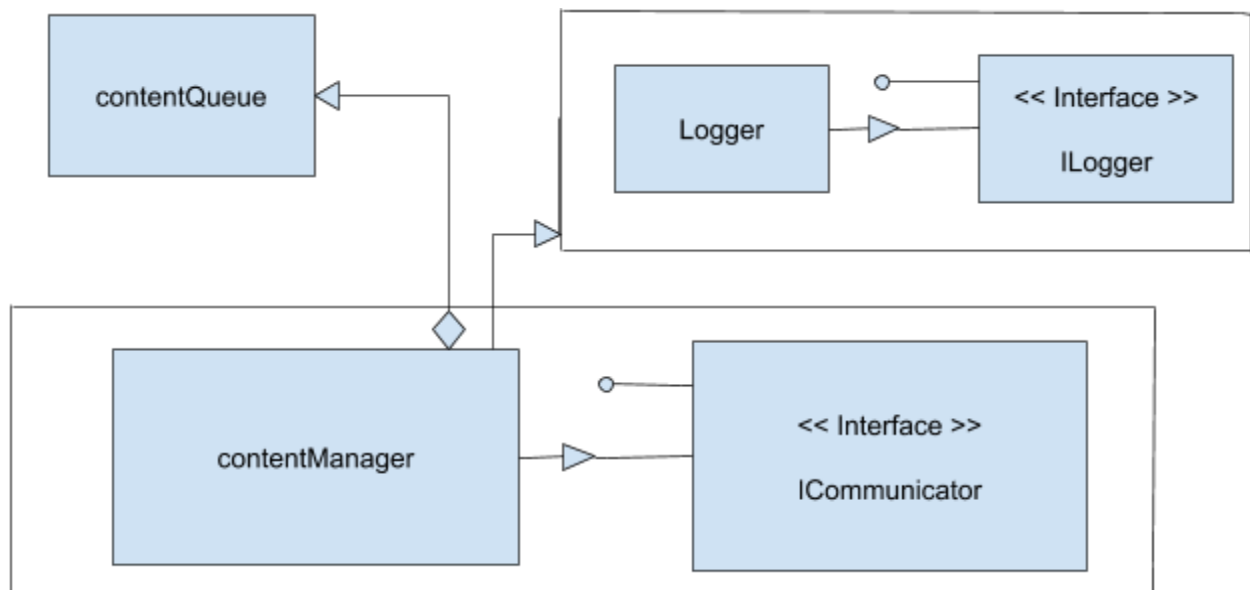 contentQueue
Logger
<< Interface >>
ILogger
contentManager
<< Interface >>
ICommunicator